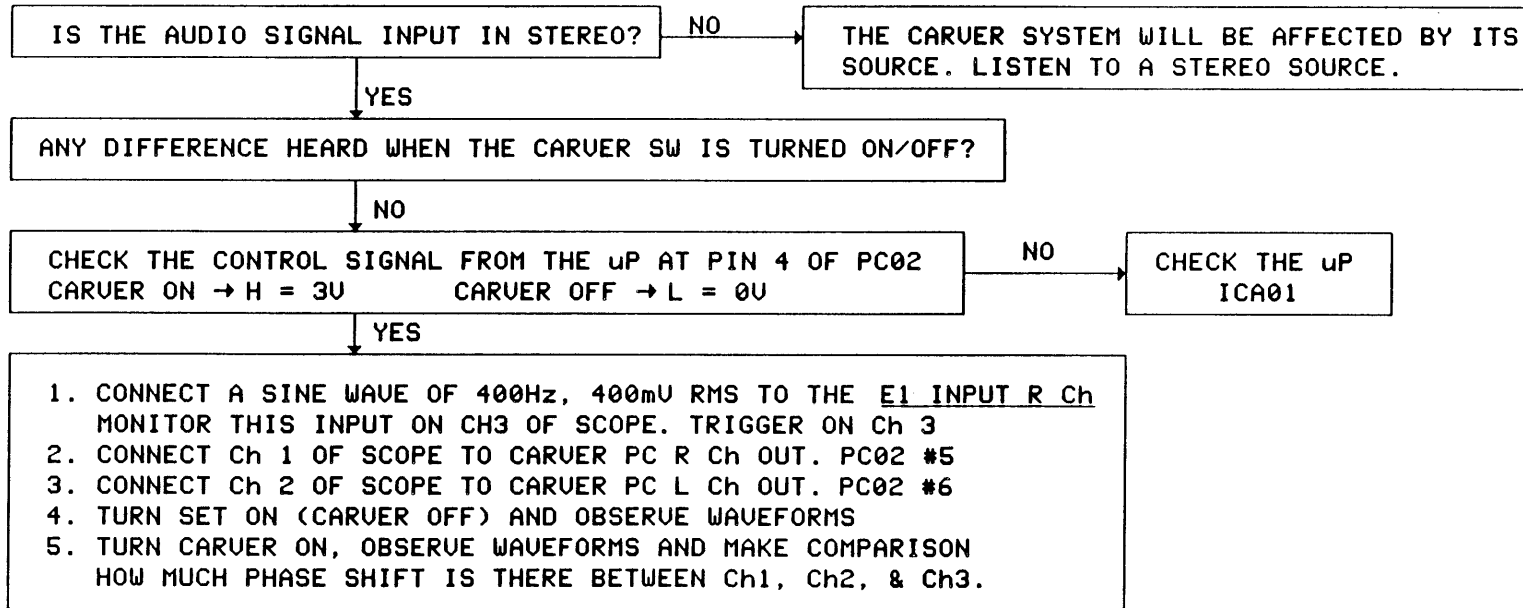 IS THE AUDIO SIGNAL INPUT IN STEREO?
NO
THE CARVER SYSTEM WILL BE AFFECTED BY ITS
SOURCE. LISTEN TO A STEREO SOURCE.
YES
ANY DIFFERENCE HEARD WHEN THE CARVER SW IS TURNED ON/OFF?
NO
CHECK THE CONTROL SIGNAL FROM THE uP AT PIN 4 OF PC02
CARVER ON → H = 3V CARVER OFF → L = 0V
NO
CHECK THE uP
ICA01
YES
1. CONNECT A SINE WAVE OF 400Hz, 400mV RMS TO THE E1 INPUT R Ch
MONITOR THIS INPUT ON CH3 OF SCOPE. TRIGGER ON Ch 3
2. CONNECT Ch 1 OF SCOPE TO CARVER PC R Ch OUT. PC02 #5
3. CONNECT Ch 2 OF SCOPE TO CARVER PC L Ch OUT. PC02 #6
4. TURN SET ON (CARVER OFF) AND OBSERVE WAVEFORMS
5. TURN CARVER ON, OBSERVE WAVEFORMS AND MAKE COMPARISON
HOW MUCH PHASE SHIFT IS THERE BETWEEN Ch1, Ch2, & Ch3.